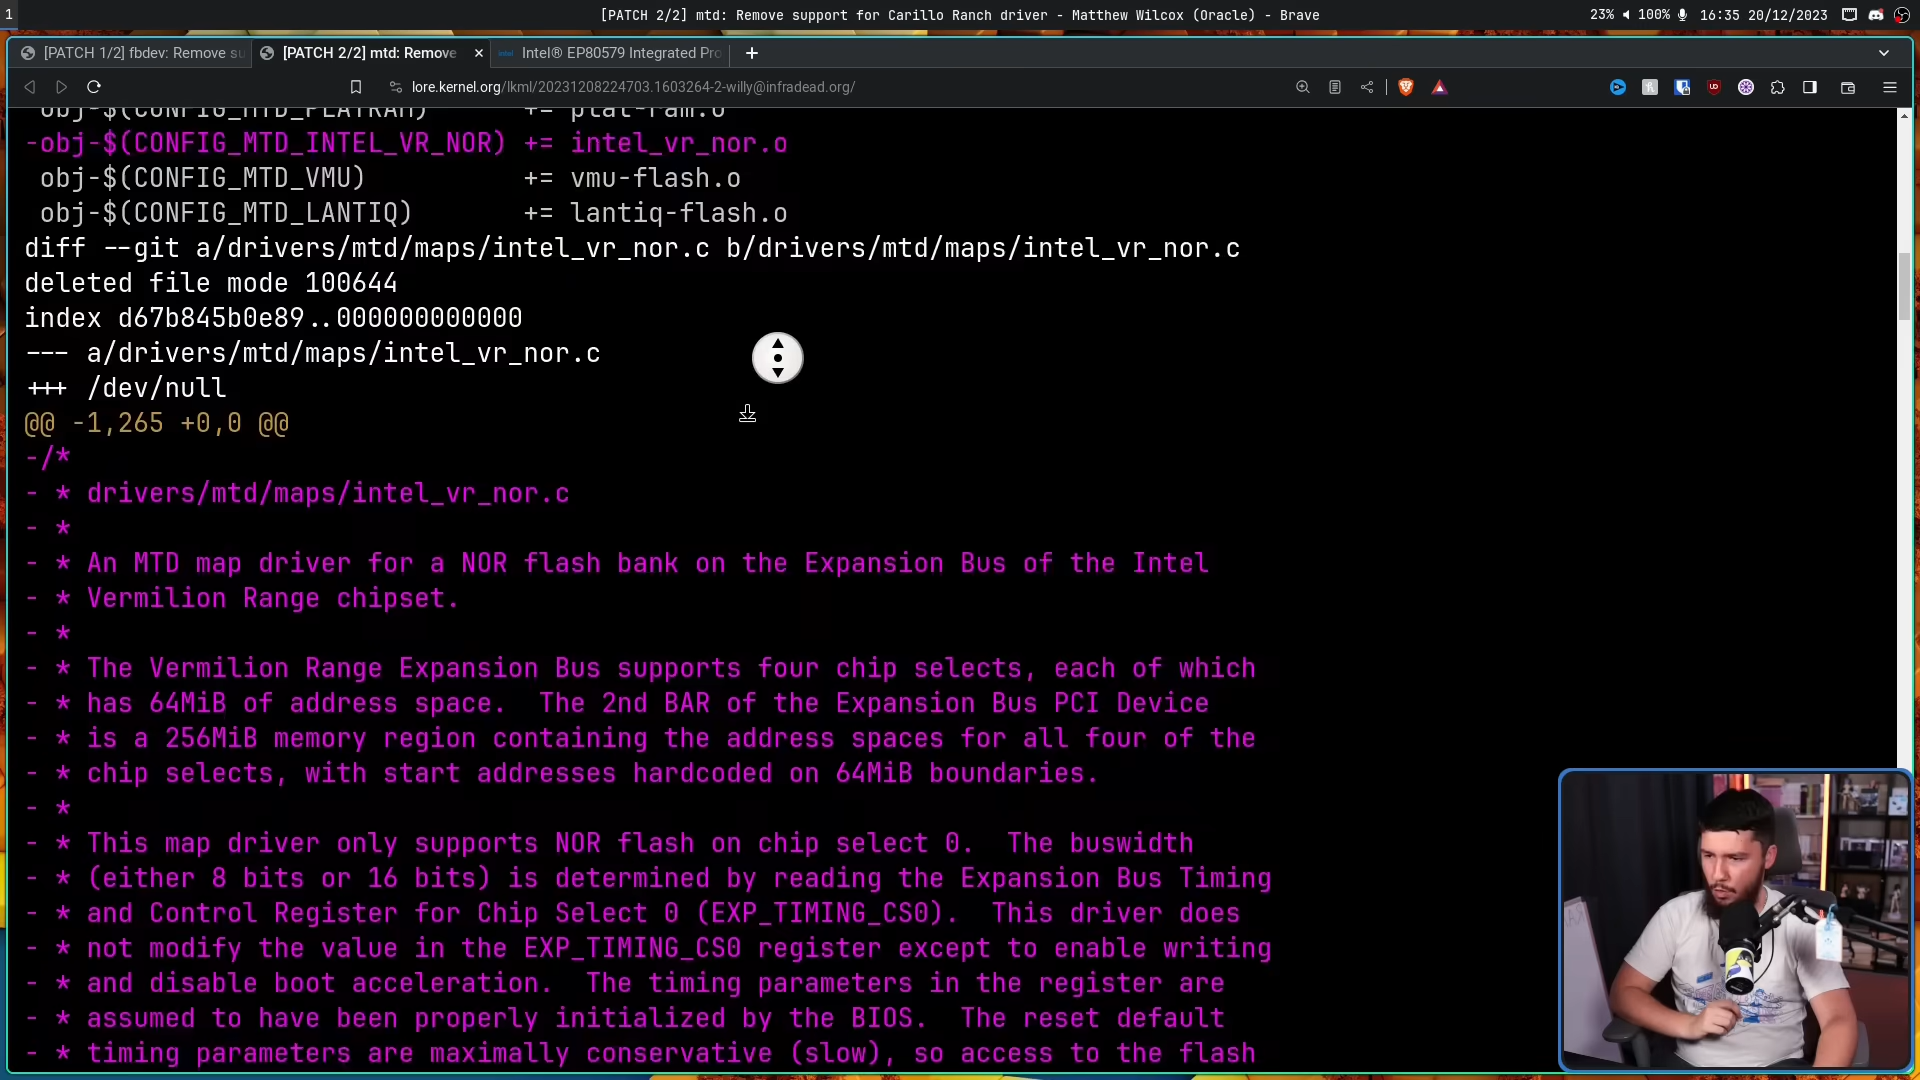 1
[PATCH 2/2] mtd: Remove support for Carillo Ranch driver - Matthew Wilcox (Oracle) - Brave
23% 100% 16:35 20/12/2023
[PATCH 1/2] fbdev: Remove su
[PATCH 2/2] mtd: Remove
Intel® EP80579 Integrated Pro
lore.kernel.org/lkml/20231208224703.1603264-2-willy@infradead.org/
obj-$(CONFIG_MTD_PLATRAM) += plat-ram.o
-obj-$(CONFIG_MTD_INTEL_VR_NOR) += intel_vr_nor.o
obj-$(CONFIG_MTD_VMU) += vmu-flash.o
obj-$(CONFIG_MTD_LANTIQ) += lantiq-flash.o
diff --git a/drivers/mtd/maps/intel_vr_nor.c b/drivers/mtd/maps/intel_vr_nor.c
deleted file mode 100644
index d67b845b0e89..000000000000
--- a/drivers/mtd/maps/intel_vr_nor.c
+++ /dev/null
@@ -1,265 +0,0 @@
-/*
- * drivers/mtd/maps/intel_vr_nor.c
- *
- * An MTD map driver for a NOR flash bank on the Expansion Bus of the Intel
- * Vermilion Range chipset.
- *
- * The Vermilion Range Expansion Bus supports four chip selects, each of which
- * has 64MiB of address space.  The 2nd BAR of the Expansion Bus PCI Device
- * is a 256MiB memory region containing the address spaces for all four of the
- * chip selects, with start addresses hardcoded on 64MiB boundaries.
- *
- * This map driver only supports NOR flash on chip select 0.  The buswidth
- * (either 8 bits or 16 bits) is determined by reading the Expansion Bus Timing
- * and Control Register for Chip Select 0 (EXP_TIMING_CS0).  This driver does
- * not modify the value in the EXP_TIMING_CS0 register except to enable writing
- * and disable boot acceleration.  The timing parameters in the register are
- * assumed to have been properly initialized by the BIOS.  The reset default
- * timing parameters are maximally conservative (slow), so access to the flash